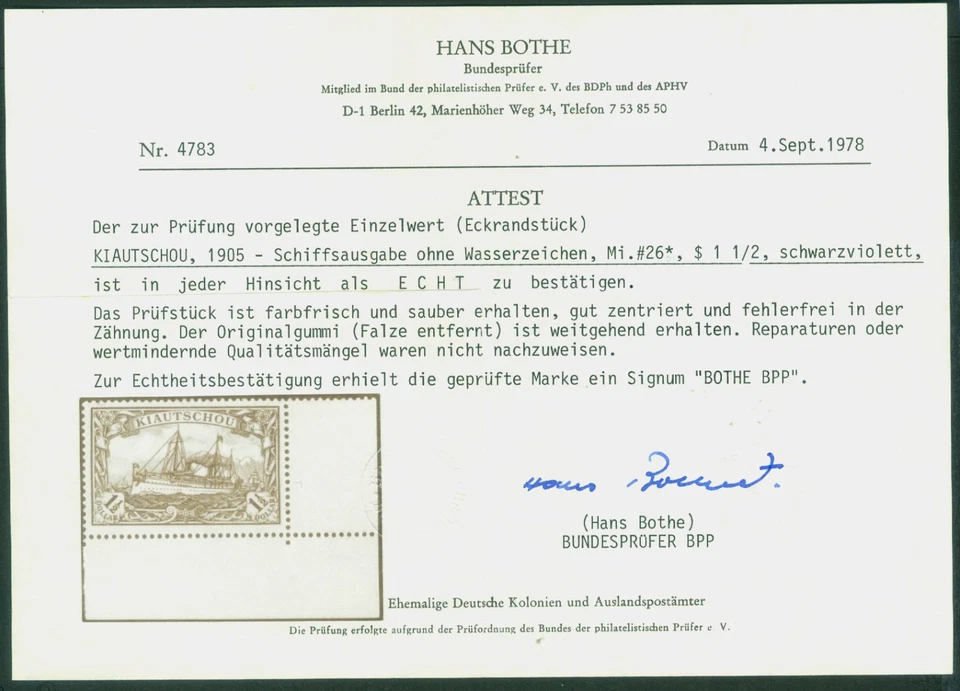 HANS BOTHE
Bundesprüfer
Mitglied im Bund der philatelistischen Prüfer e. V. des BDPh und des APHV
D-1 Berlin 42, Marienhöher Weg 34, Telefon 7 53 85 50
Nr. 4783
Datum 4.Sept.1978
ATTEST
Der zur Prüfung vorgelegte Einzelwert (Eckrandstück)
KIAUTSCHOU, 1905 - Schiffsausgabe ohne Wasserzeichen, Mi.#26*, $ 1 1/2, schwarzviolett,
ist in jeder Hinsicht als E C H T zu bestätigen.
Das Prüfstück ist farbfrisch und sauber erhalten, gut zentriert und fehlerfrei in der
Zähnung. Der Originalgummi (Falze entfernt) ist weitgehend erhalten. Reparaturen oder
wertmindernde Qualitätsmängel waren nicht nachzuweisen.
Zur Echtheitsbestätigung erhielt die geprüfte Marke ein Signum "BOTHE BPP".
KIAUTSCHOU
1½ 1½
DOLLAR DOLLAR
(Hans Bothe)
BUNDESPRÜFER BPP
Ehemalige Deutsche Kolonien und Auslandspostämter
Die Prüfung erfolgte aufgrund der Prüfordnung des Bundes der philatelistischen Prüfer e V.